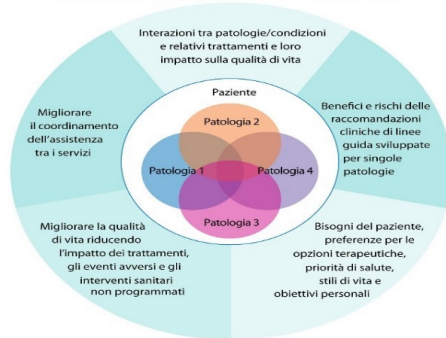 Interazioni tra patologie/condizioni
e relativi trattamenti e loro
impatto sulla qualità di vita
Migliorare
il coordinamento
dell'assistenza
tra i servizi
Paziente
Patologia 2
Patologia 1
Patologia 4
Patologia 3
Benefici e rischi delle
raccomandazioni
cliniche di linee
guida sviluppate
per singole
patologie
Migliorare la qualità
di vita riducendo
l'impatto dei trattamenti,
gli eventi avversi e gli
interventi sanitari
non programmati
Bisogni del paziente,
preferenze per le
opzioni terapeutiche,
priorità di salute,
stili di vita e
obiettivi personali